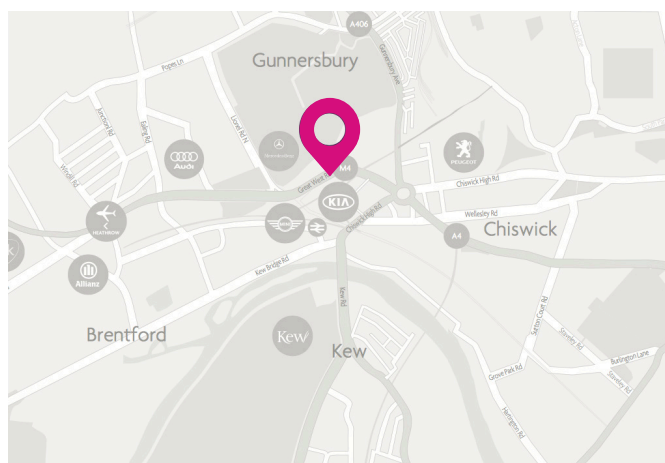 A406
Gunnersbury
Popes Ln
Gunnersbury Ave
Lionel Rd N
Junction Rd
Ealing Rd
Windmill Rd
Audi
M4
PEUGEOT
Great West
Chiswick High Rd
KIA
Wellesley Rd
Chiswick High Rd
MINI
HEATHROW
A4
Chiswick
Allianz
Kew Bridge Rd
Kew Rd
Sutton Court Rd
Brentford
Kew
Kew
Staveley Rd
Burlington Lane
Grove Park Rd
Staveley Rd